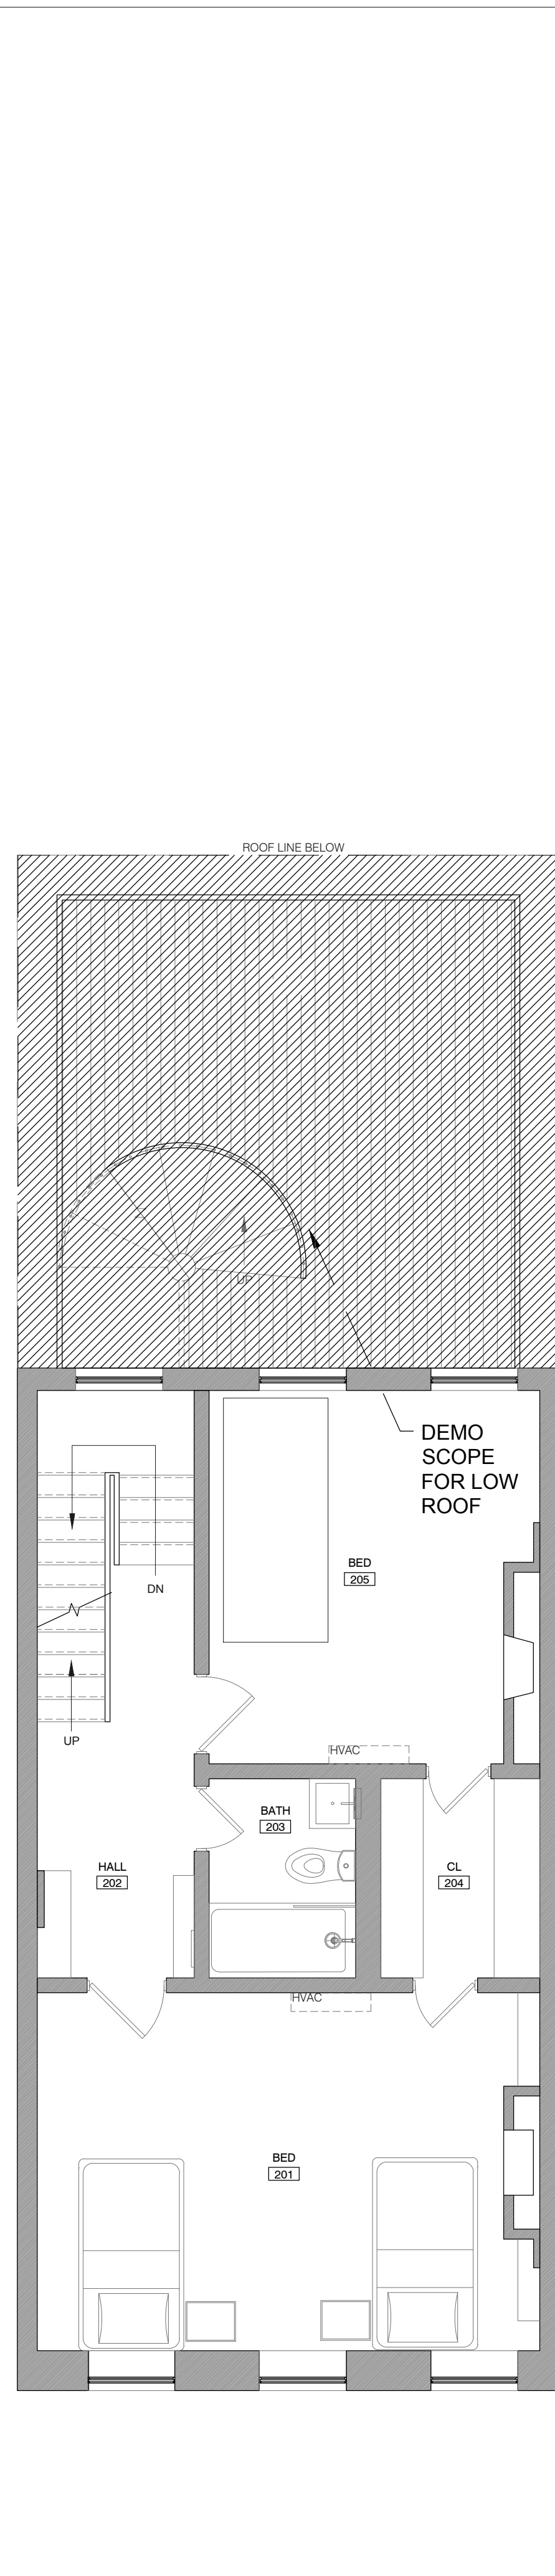 ROOF LINE BELOW
UP
DEMO
SCOPE
FOR LOW
ROOF
BED
205
DN
UP
HVAC
BATH
203
HALL
202
CL
204
HVAC
BED
201